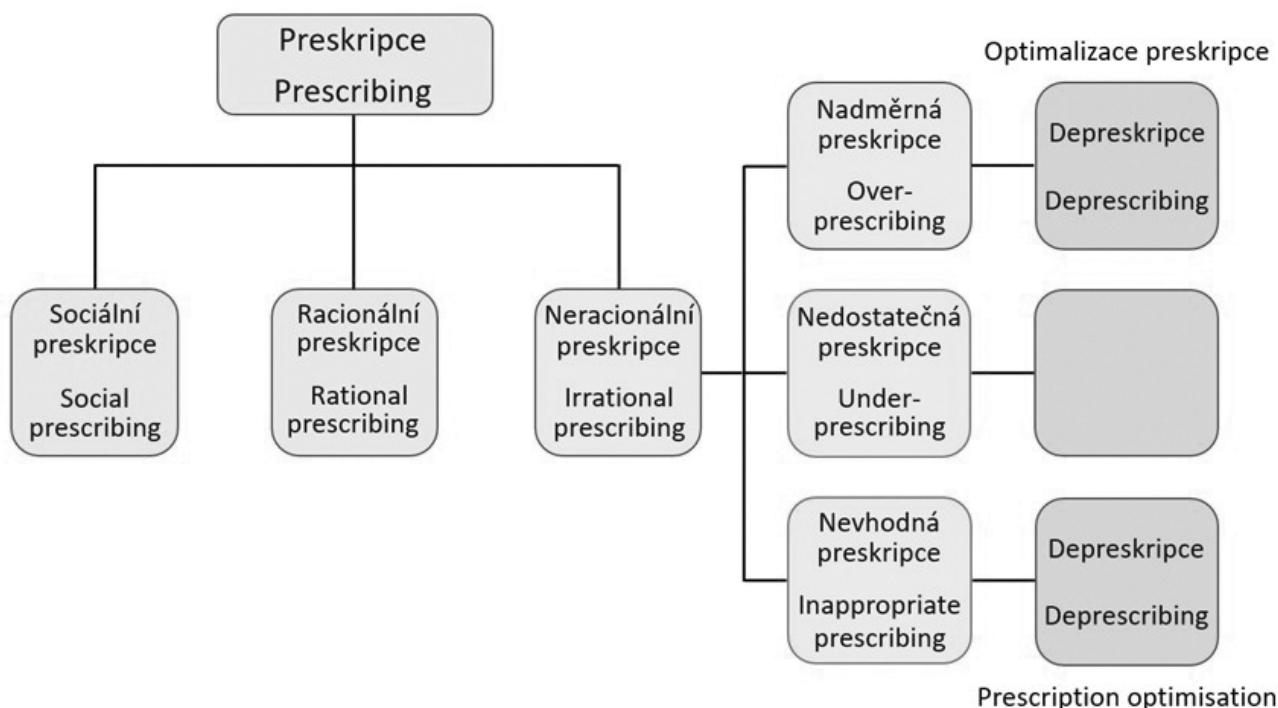 Preskripce
Prescribing
Sociální
preskripce
Social
prescribing
Racionální
preskripce
Rational
prescribing
Neracionální
preskripce
Irrational
prescribing
Optimalizace preskripce
Nadměrná
preskripce
Over-
prescribing
Depreskripce
Deprescribing
Nedostatečná
preskripce
Under-
prescribing
Nevhodná
preskripce
Inappropriate
prescribing
Depreskripce
Deprescribing
Prescription optimisation